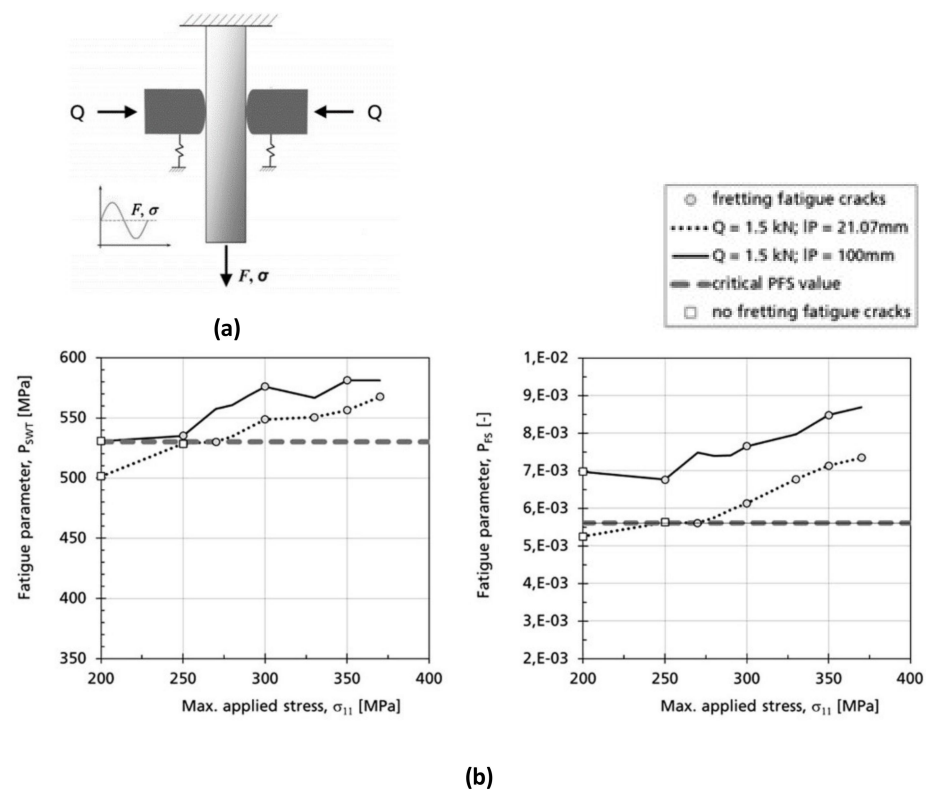 Q
Q
F, σ
F, σ
(a)
fretting fatigue cracks
Q = 1.5 kN; lP = 21.07mm
Q = 1.5 kN; lP = 100mm
critical PFS value
no fretting fatigue cracks
Fatigue parameter, P_SWT [MPa]
600
550
500
450
400
350
200
250
300
350
400
Max. applied stress, σ₁₁ [MPa]
Fatigue parameter, P_FS [-]
1,E-02
9,E-03
8,E-03
7,E-03
6,E-03
5,E-03
4,E-03
3,E-03
2,E-03
200
250
300
350
400
Max. applied stress, σ₁₁ [MPa]
(b)